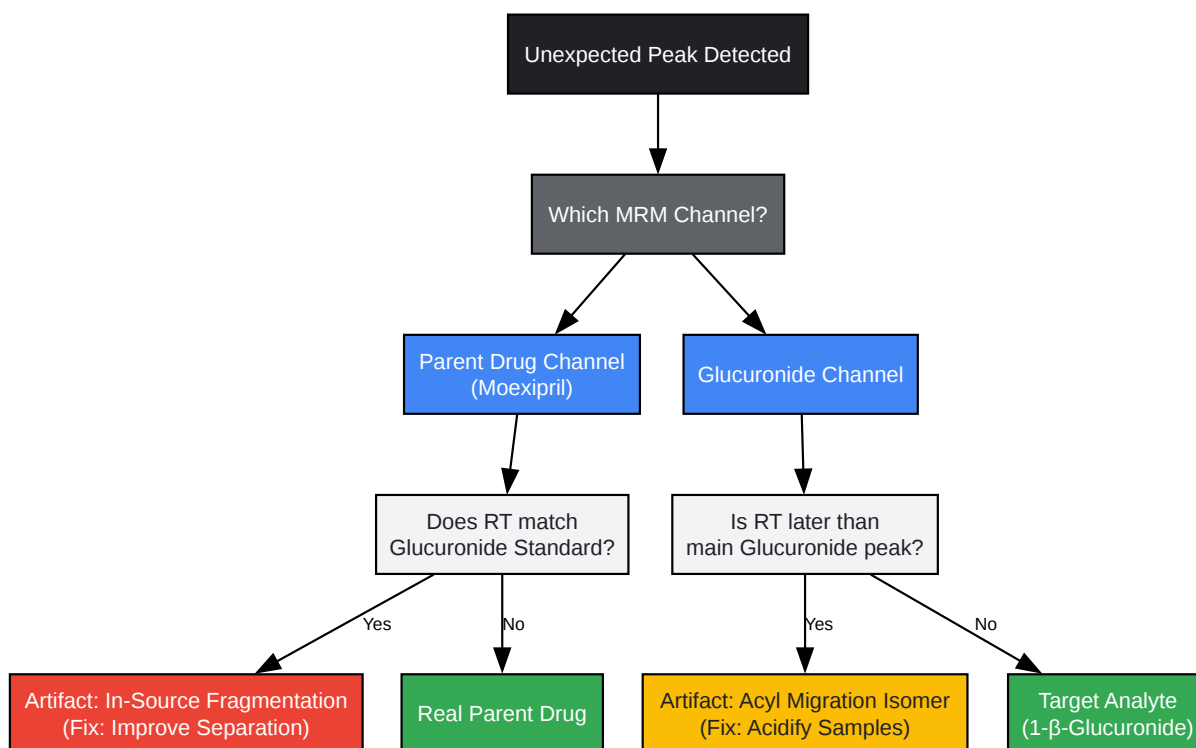 Unexpected Peak Detected
Which MRM Channel?
Parent Drug Channel
(Moexipril)
Glucuronide Channel
Does RT match
Glucuronide Standard?
Is RT later than
main Glucuronide peak?
Yes
No
Yes
No
Artifact: In-Source Fragmentation
(Fix: Improve Separation)
Real Parent Drug
Artifact: Acyl Migration Isomer
(Fix: Acidify Samples)
Target Analyte
(1-β-Glucuronide)